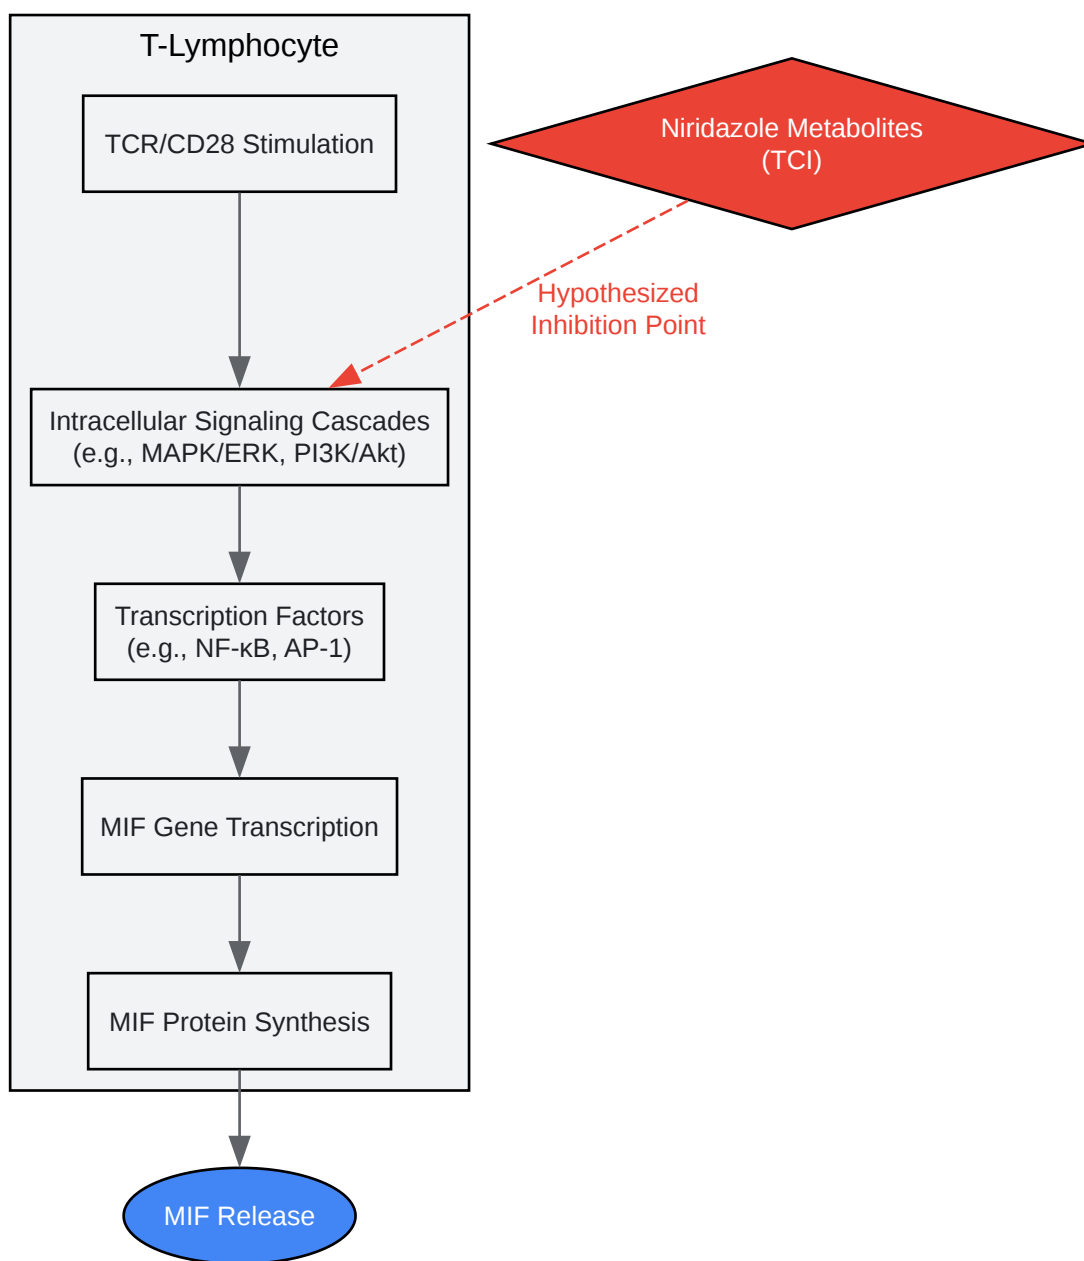 T-Lymphocyte
TCR/CD28 Stimulation
Niridazole Metabolites
(TCI)
Hypothesized
Inhibition Point
Intracellular Signaling Cascades
(e.g., MAPK/ERK, PI3K/Akt)
Transcription Factors
(e.g., NF-κB, AP-1)
MIF Gene Transcription
MIF Protein Synthesis
MIF Release